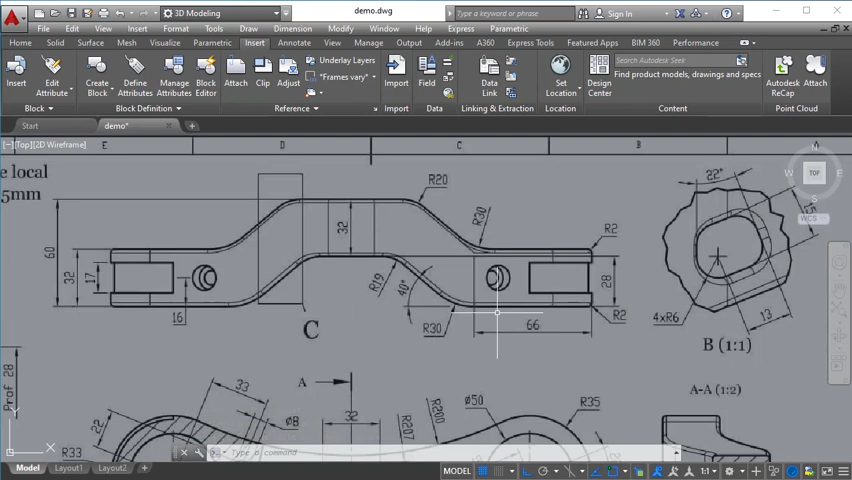 3D Modeling
demo.dwg
Type a keyword or phrase
Sign In
File Edit View Insert Format Tools Draw Dimension Modify Window Help Express Parametric
Home Solid Surface Mesh Visualize Parametric Insert Annotate View Manage Output Add-ins A360 Express Tools Featured Apps BIM 360 Performance
Insert
Edit Attribute
Create Block
Define Attributes
Manage Attributes
Block Editor
Attach
Clip
Adjust
Underlay Layers
*Frames vary*
Import
Field
Data Link
Set Location
Design Center
Search Autodesk Content
Find product models, drawings and specs
Autodesk ReCap
Attach
Block
Block Definition
Reference
Import
Data
Linking & Extraction
Location
Content
Point Cloud
Start
demo*
[−][Top][2D Wireframe]
E D C B A
e local
5mm
N
W TOP E
WCS
R20
R30
R2
22°
60
32
17
16
32
R19
40°
R30
66
28
R2
4xR6
13
C
B (1:1)
A-A (1:2)
A
Prof 28
33
22
Ø8
32
R207
R200
Ø50
R35
R33
Y
X
Type a command
Model Layout1 Layout2
MODEL
1:1